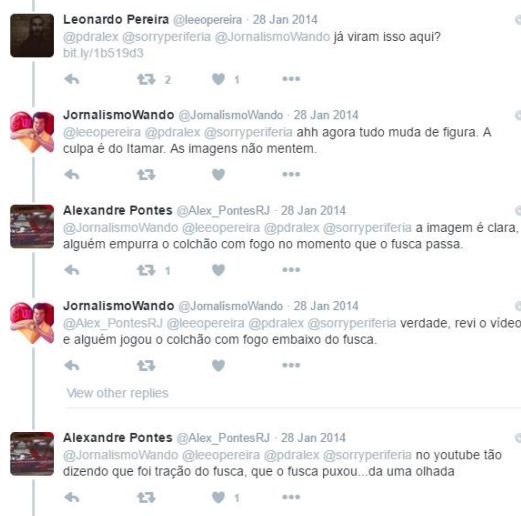 Leonardo Pereira @leeopereira · 28 Jan 2014
@pdralex @sorryperiferia @JornalismoWando já viram isso aqui?
bit.ly/1b519d3
2 1
JornalismoWando @JornalismoWando · 28 Jan 2014
@leeopereira @pdralex @sorryperiferia ahh agora tudo muda de figura. A
culpa é do Itamar. As imagens não mentem.
Alexandre Pontes @Alex_PontesRJ · 28 Jan 2014
@JornalismoWando @leeopereira @pdralex @sorryperiferia a imagem é clara,
alguém empurra o colchão com fogo no momento que o fusca passa.
1
JornalismoWando @JornalismoWando · 28 Jan 2014
@Alex_PontesRJ @leeopereira @pdralex @sorryperiferia verdade, revi o vídeo
e alguém jogou o colchão com fogo embaixo do fusca.
View other replies
Alexandre Pontes @Alex_PontesRJ · 28 Jan 2014
@JornalismoWando @leeopereira @pdralex @sorryperiferia no youtube tão
dizendo que foi tração do fusca, que o fusca puxou...da uma olhada
1